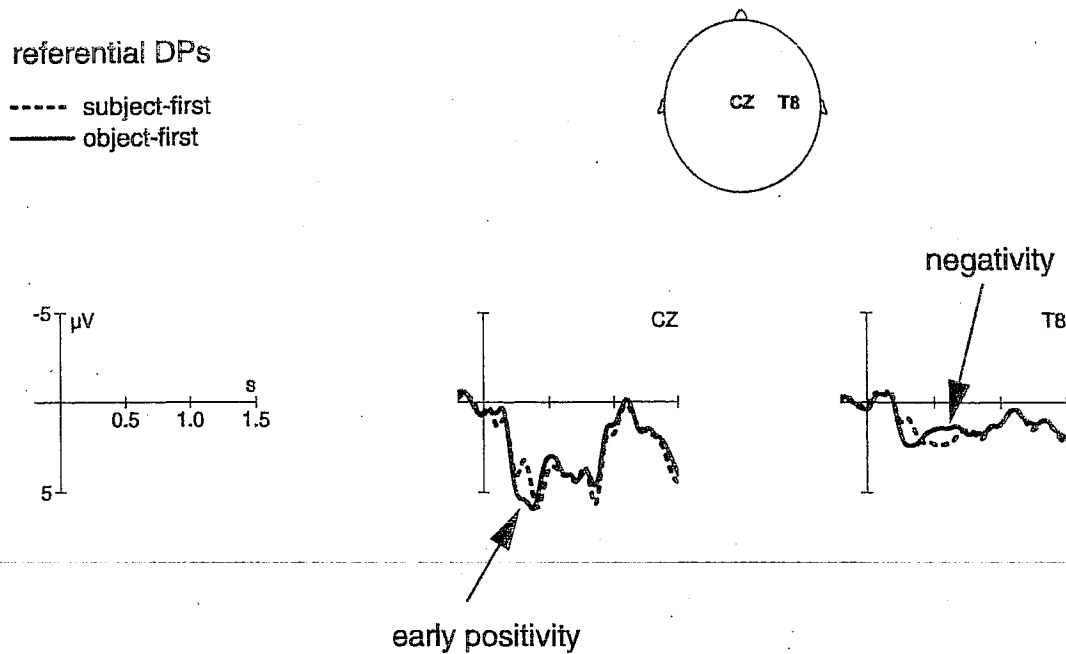 referential DPs
subject-first
object-first
CZ T8
negativity
-5 µV
CZ
T8
s
0.5 1.0 1.5
5
early positivity